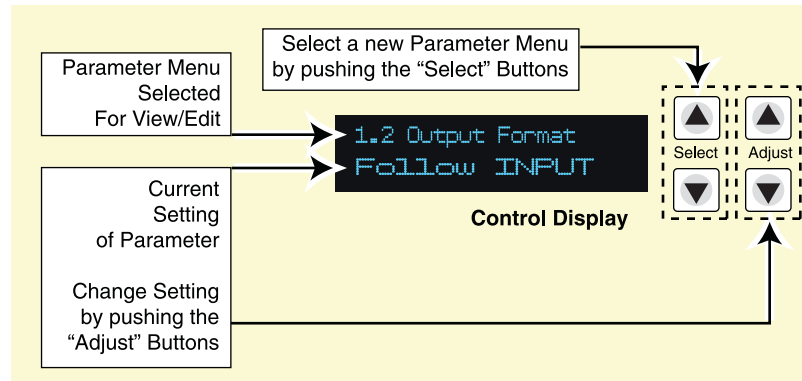 Select a new Parameter Menu
by pushing the “Select” Buttons
Parameter Menu
Selected
For View/Edit
1.2 Output Format
Follow INPUT
Select
Adjust
Control Display
Current
Setting
of Parameter
Change Setting
by pushing the
“Adjust” Buttons